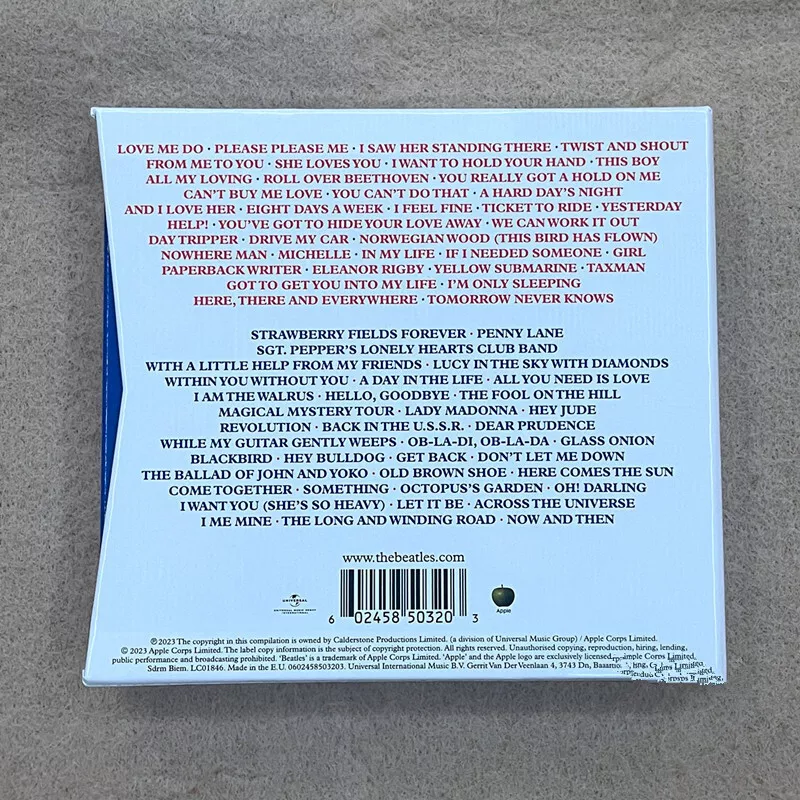 LOVE ME DO · PLEASE PLEASE ME · I SAW HER STANDING THERE · TWIST AND SHOUT
FROM ME TO YOU · SHE LOVES YOU · I WANT TO HOLD YOUR HAND · THIS BOY
ALL MY LOVING · ROLL OVER BEETHOVEN · YOU REALLY GOT A HOLD ON ME
CAN'T BUY ME LOVE · YOU CAN'T DO THAT · A HARD DAY'S NIGHT
AND I LOVE HER · EIGHT DAYS A WEEK · I FEEL FINE · TICKET TO RIDE · YESTERDAY
HELP! · YOU'VE GOT TO HIDE YOUR LOVE AWAY · WE CAN WORK IT OUT
DAY TRIPPER · DRIVE MY CAR · NORWEGIAN WOOD (THIS BIRD HAS FLOWN)
NOWHERE MAN · MICHELLE · IN MY LIFE · IF I NEEDED SOMEONE · GIRL
PAPERBACK WRITER · ELEANOR RIGBY · YELLOW SUBMARINE · TAXMAN
GOT TO GET YOU INTO MY LIFE · I'M ONLY SLEEPING
HERE, THERE AND EVERYWHERE · TOMORROW NEVER KNOWS
STRAWBERRY FIELDS FOREVER · PENNY LANE
SGT. PEPPER'S LONELY HEARTS CLUB BAND
WITH A LITTLE HELP FROM MY FRIENDS · LUCY IN THE SKY WITH DIAMONDS
WITHIN YOU WITHOUT YOU · A DAY IN THE LIFE · ALL YOU NEED IS LOVE
I AM THE WALRUS · HELLO, GOODBYE · THE FOOL ON THE HILL
MAGICAL MYSTERY TOUR · LADY MADONNA · HEY JUDE
REVOLUTION · BACK IN THE U.S.S.R. · DEAR PRUDENCE
WHILE MY GUITAR GENTLY WEEPS · OB-LA-DI, OB-LA-DA · GLASS ONION
BLACKBIRD · HEY BULLDOG · GET BACK · DON'T LET ME DOWN
THE BALLAD OF JOHN AND YOKO · OLD BROWN SHOE · HERE COMES THE SUN
COME TOGETHER · SOMETHING · OCTOPUS'S GARDEN · OH! DARLING
I WANT YOU (SHE'S SO HEAVY) · LET IT BE · ACROSS THE UNIVERSE
I ME MINE · THE LONG AND WINDING ROAD · NOW AND THEN
www.thebeatles.com
UNIVERSAL
UNIVERSAL MUSIC GROUP
INTERNATIONAL
6 02458 50320 3
Apple
℗ 2023 The copyright in this compilation is owned by Calderstone Productions Limited. (a division of Universal Music Group) / Apple Corps Limited.
© 2023 Apple Corps Limited. The label copy information is the subject of copyright protection. All rights reserved. Unauthorised copying, reproduction, hiring, lending,
public performance and broadcasting prohibited. 'Beatles' is a trademark of Apple Corps Limited. 'Apple' and the Apple logo are exclusively licensed Limited,
Sdrm Biem. LC01846. Made in the E.U. 0602458503203. Universal International Music B.V. Gerrit Van Der Veenlaan 4, 3743 Dn,